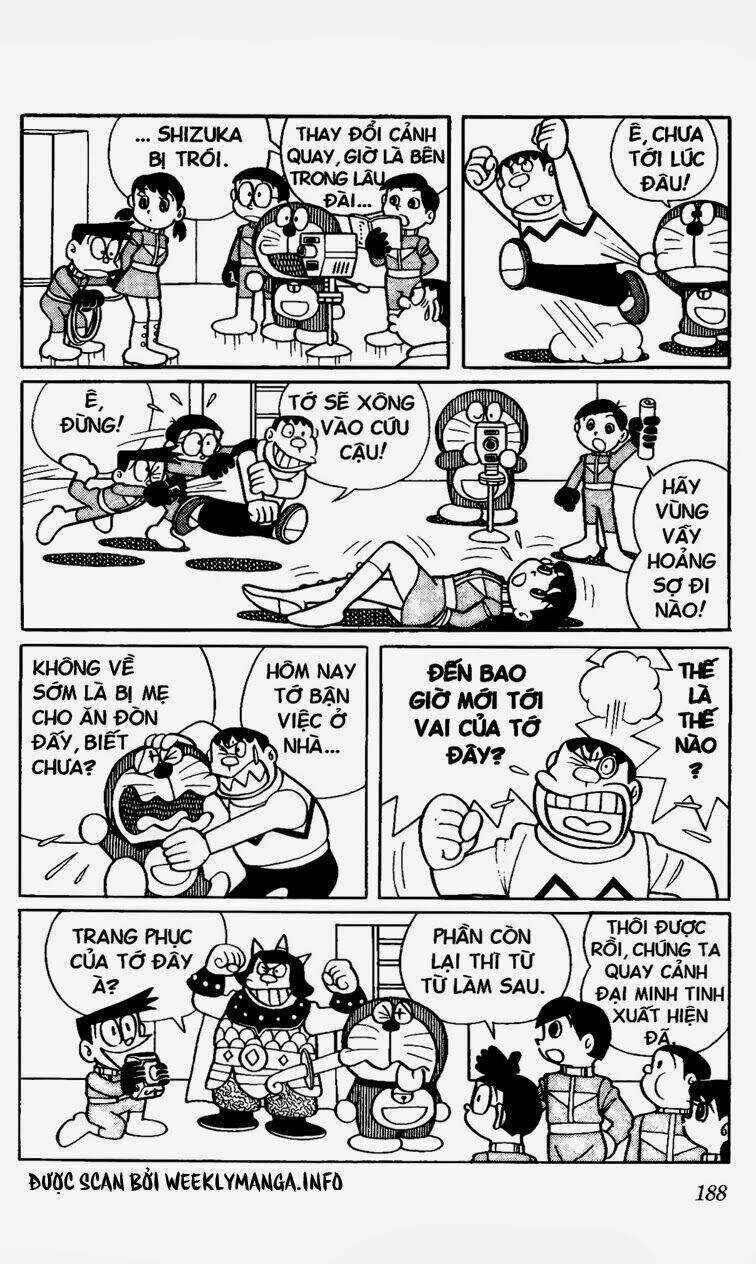 THAY ĐỔI CẢNH
QUAY, GIỜ LÀ BÊN
TRONG LÂU
ĐÀI...
... SHIZUKA
BỊ TRÓI.
Ê, CHƯA
TỚI LÚC
ĐÂU!
Ê,
ĐỪNG!
TỚ SẼ XÔNG
VÀO CỨU
CẬU!
HÃY
VÙNG
VẪY
HOẢNG
SỢ ĐI
NÀO!
KHÔNG VỀ
SỚM LÀ BỊ MẸ
CHO ĂN ĐÒN
ĐẤY, BIẾT
CHƯA?
HÔM NAY
TỚ BẬN
VIỆC Ở
NHÀ...
ĐẾN BAO
GIỜ MỚI TỚI
VAI CỦA TỚ
ĐÂY?
THẾ
LÀ
THẾ
NÀO
?
TRANG PHỤC
CỦA TỚ ĐÂY
À?
PHẦN CÒN
LẠI THÌ TỪ
TỪ LÀM SAU.
THÔI ĐƯỢC
RỒI, CHÚNG TA
QUAY CẢNH
ĐẠI MINH TINH
XUẤT HIỆN
ĐÃ.
ĐƯỢC SCAN BỞI WEEKLYMANGA.INFO
188